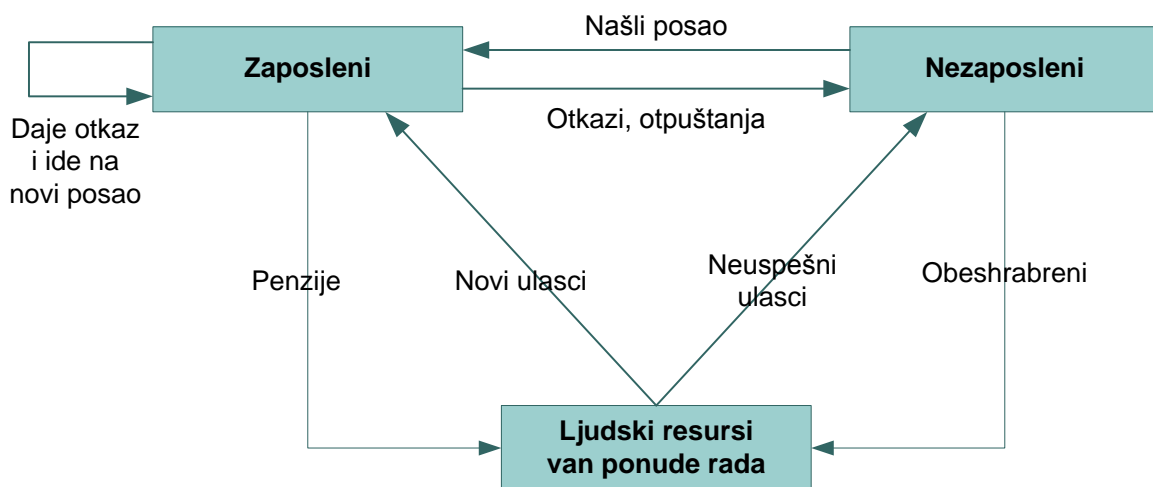 Našli posao
Zaposleni
Nezaposleni
Otkazi, otpuštanja
Daje otkaz
i ide na
novi posao
Penzije
Novi ulasci
Neuspešni
ulasci
Obeshrabreni
Ljudski resursi
van ponude rada